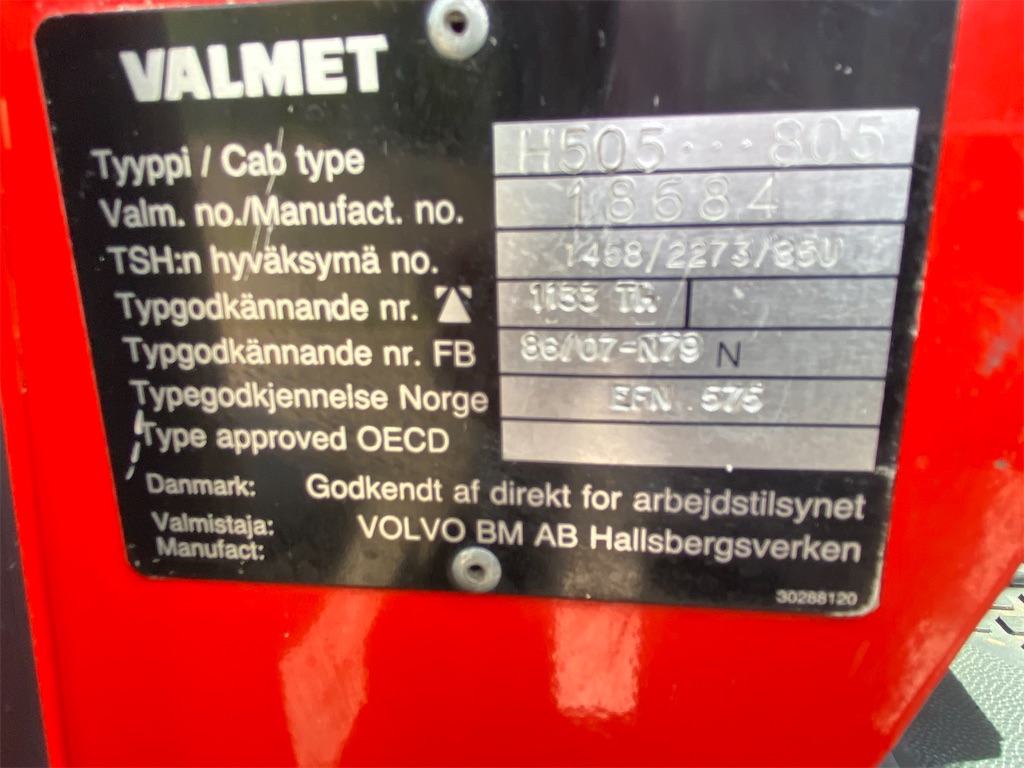 VALMET
Tyyppi / Cab type H505...805
Valm. no./Manufact. no. 18684
TSH:n hyväksymä no. 1458/2273/85U
Typgodkännande nr. 1133 TR
Typgodkännande nr. FB 86/07-N79 N
Typegodkjennelse Norge EFN 575
Type approved OECD
Danmark: Godkendt af direkt for arbejdstilsynet
Valmistaja: VOLVO BM AB Hallsbergsverken
Manufact:
30288120